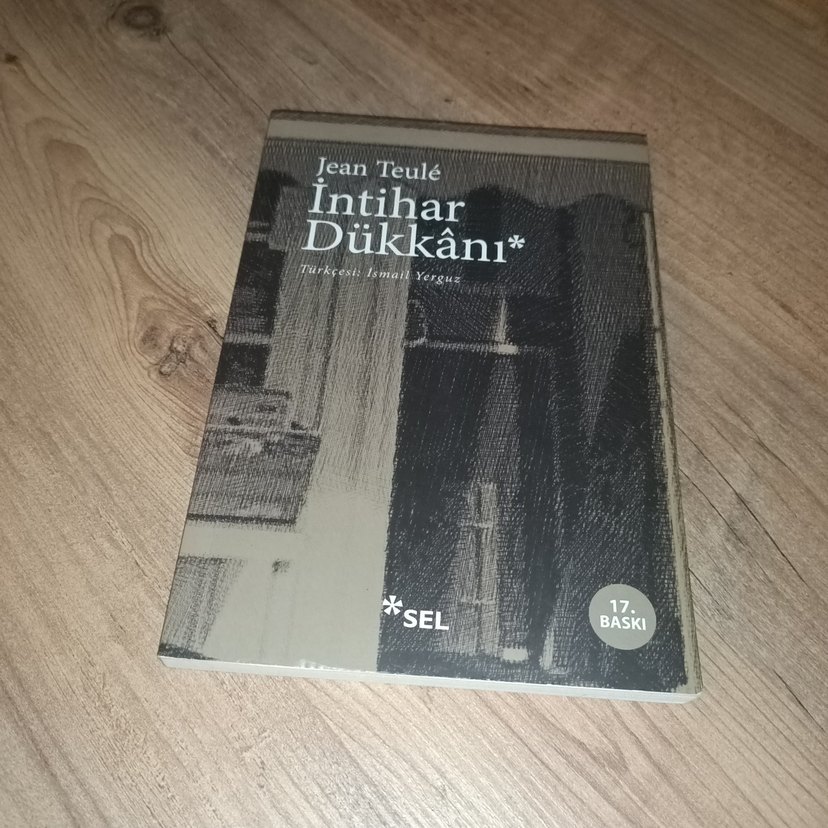 Jean Teulé
İntihar
Dükkânı*
Türkçesi: İsmail Yerguz
*SEL
17.
BASKI